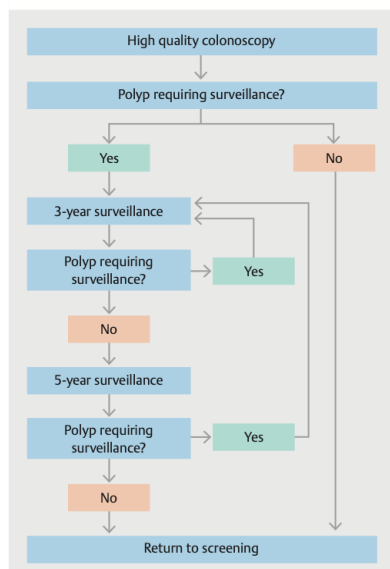 High quality colonoscopy
Polyp requiring surveillance?
Yes
No
3-year surveillance
Polyp requiring
surveillance?
Yes
No
5-year surveillance
Polyp requiring
surveillance?
Yes
No
Return to screening